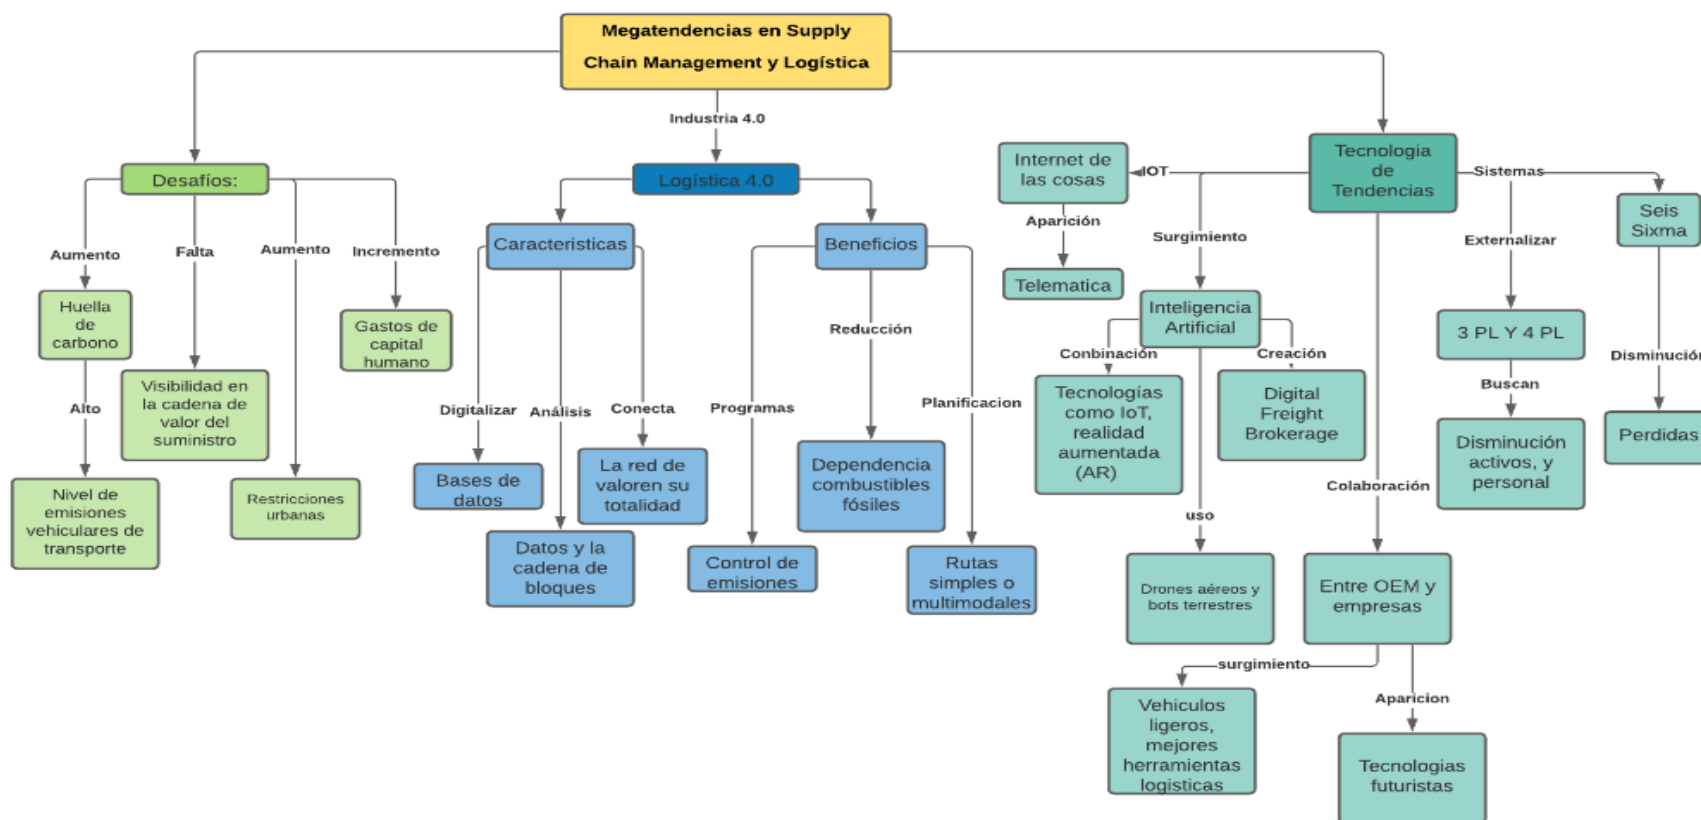 Megatendencias en Supply
Chain Management y Logística
Industria 4.0
Desafíos:
Aumento
Falta
Aumento
Incremento
Huella
de
carbono
Gastos de
capital
humano
Visibilidad en
la cadena de
valor del
suministro
Alto
Nivel de
emisiones
vehiculares de
transporte
Restricciones
urbanas
Logística 4.0
Caracteristicas
Beneficios
Digitalizar
Análisis
Conecta
Bases de
datos
La red de
valoren su
totalidad
Datos y la
cadena de
bloques
Programas
Reducción
Planificacion
Dependencia
combustibles
fósiles
Control de
emisiones
Rutas
simples o
multimodales
Tecnologia
de
Tendencias
IOT
Internet de
las cosas
Aparición
Telematica
Surgimiento
Inteligencia
Artificial
Conbinación
Creación
Tecnologías
como IoT,
realidad
aumentada
(AR)
Digital
Freight
Brokerage
uso
Drones aéreos y
bots terrestres
Colaboración
Entre OEM y
empresas
surgimiento
Aparicion
Vehiculos
ligeros,
mejores
herramientas
logisticas
Tecnologias
futuristas
Sistemas
Externalizar
3 PL Y 4 PL
Buscan
Disminución
activos, y
personal
Seis
Sixma
Disminución
Perdidas